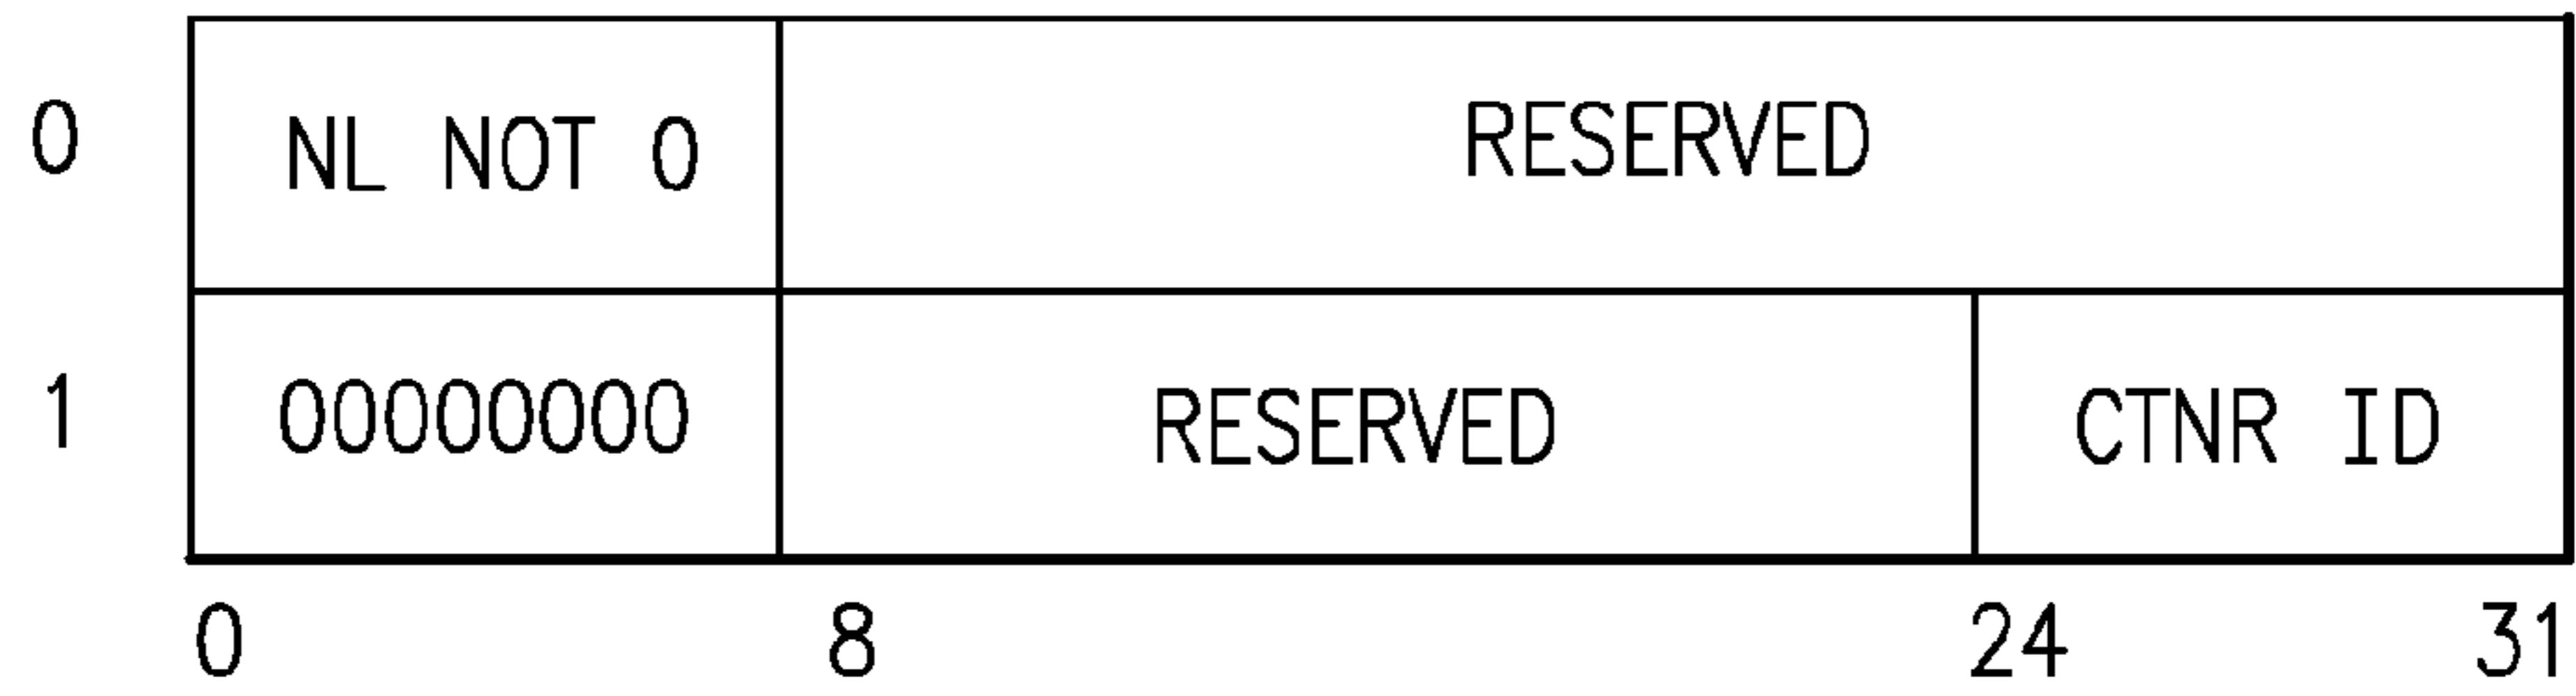 0 NL NOT 0 RESERVED
1 00000000 RESERVED CTNR ID
0 8 24 31